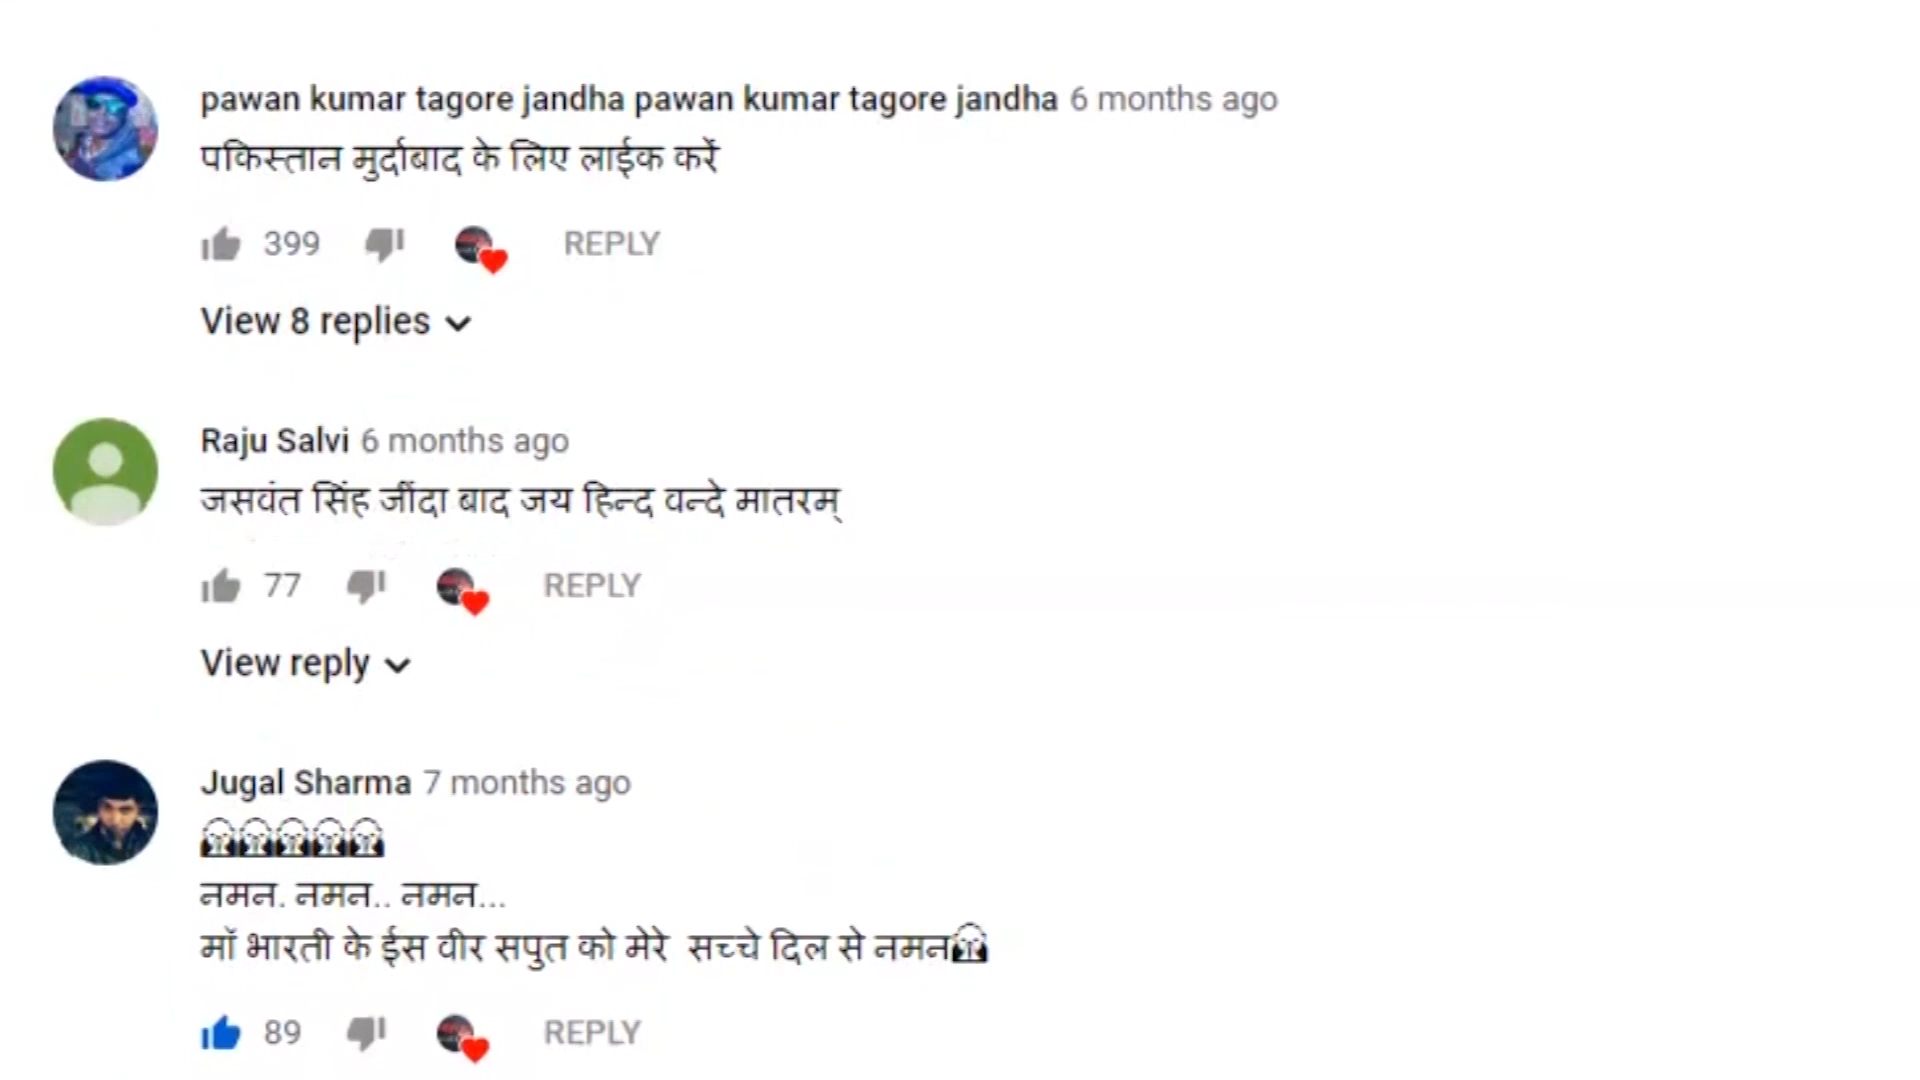 pawan kumar tagore jandha pawan kumar tagore jandha 6 months ago
पकिस्तान मुर्दाबाद के लिए लाईक करें
399 REPLY
View 8 replies
Raju Salvi 6 months ago
जसवंत सिंह जींदा बाद जय हिन्द वन्दे मातरम्
77 REPLY
View reply
Jugal Sharma 7 months ago
नमन. नमन.. नमन...
मॉ भारती के ईस वीर सपुत को मेरे सच्चे दिल से नमन
89 REPLY